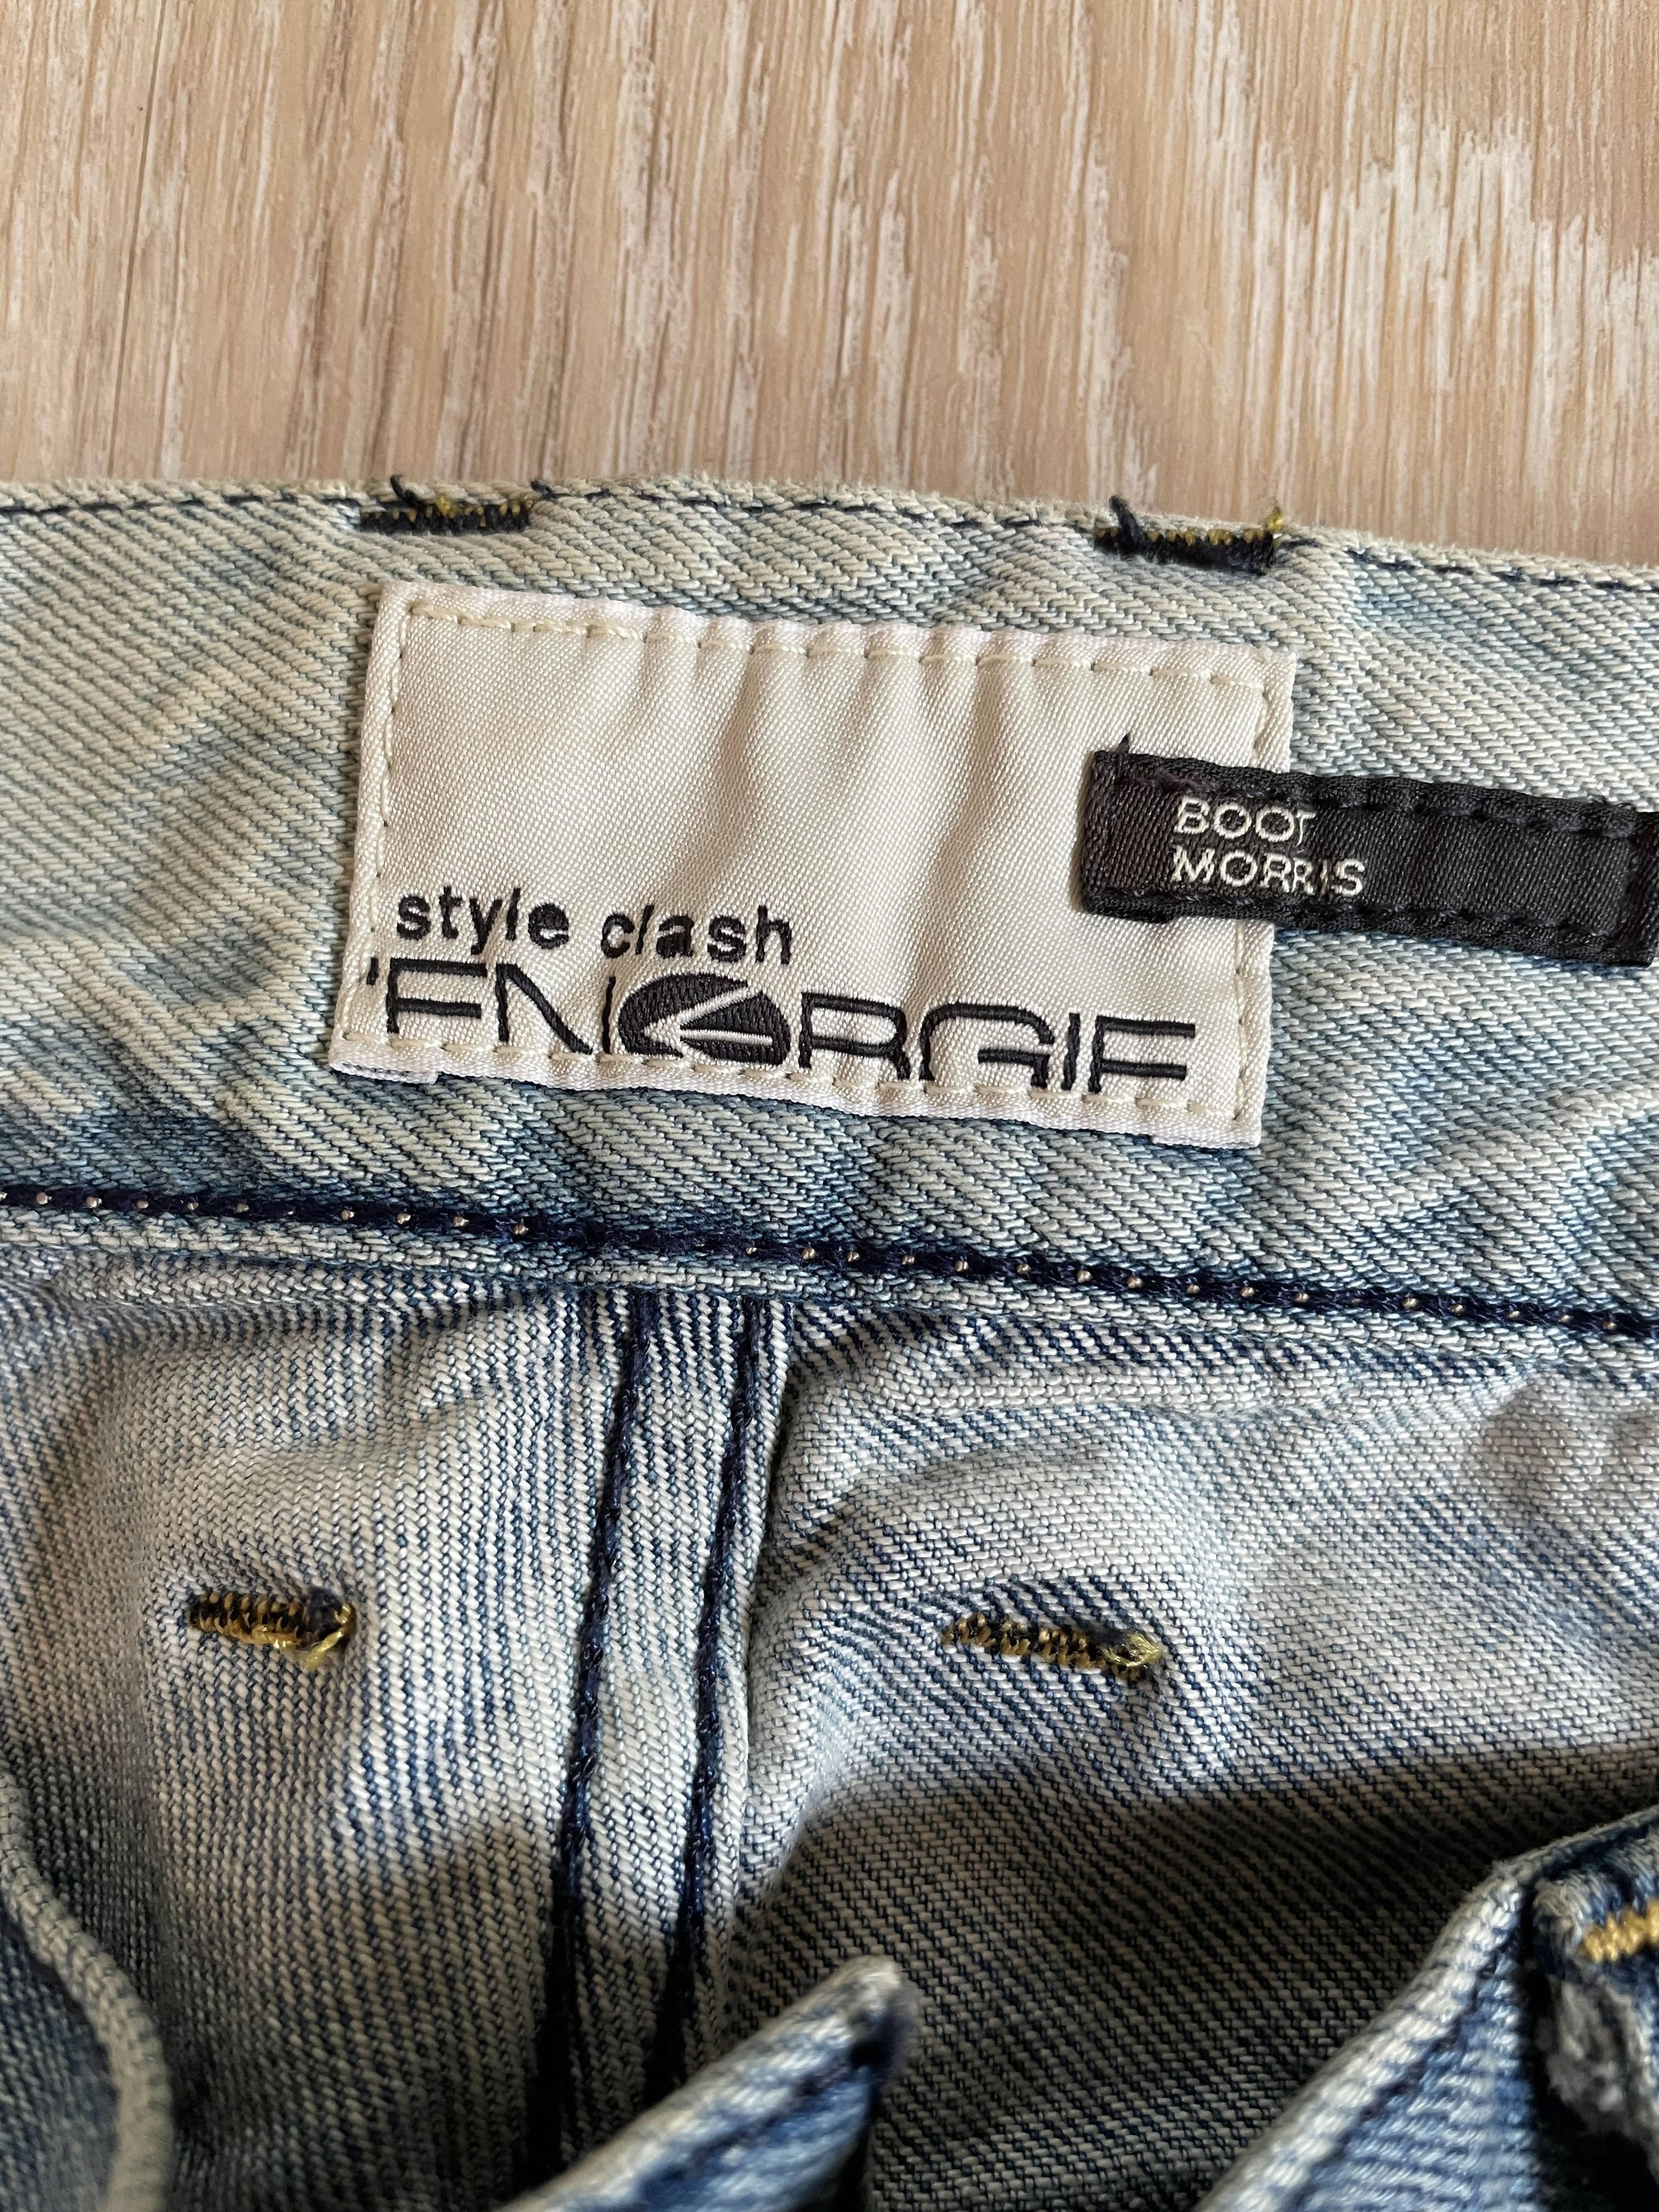 style clash
ENERGIE
BOOT
MORRIS